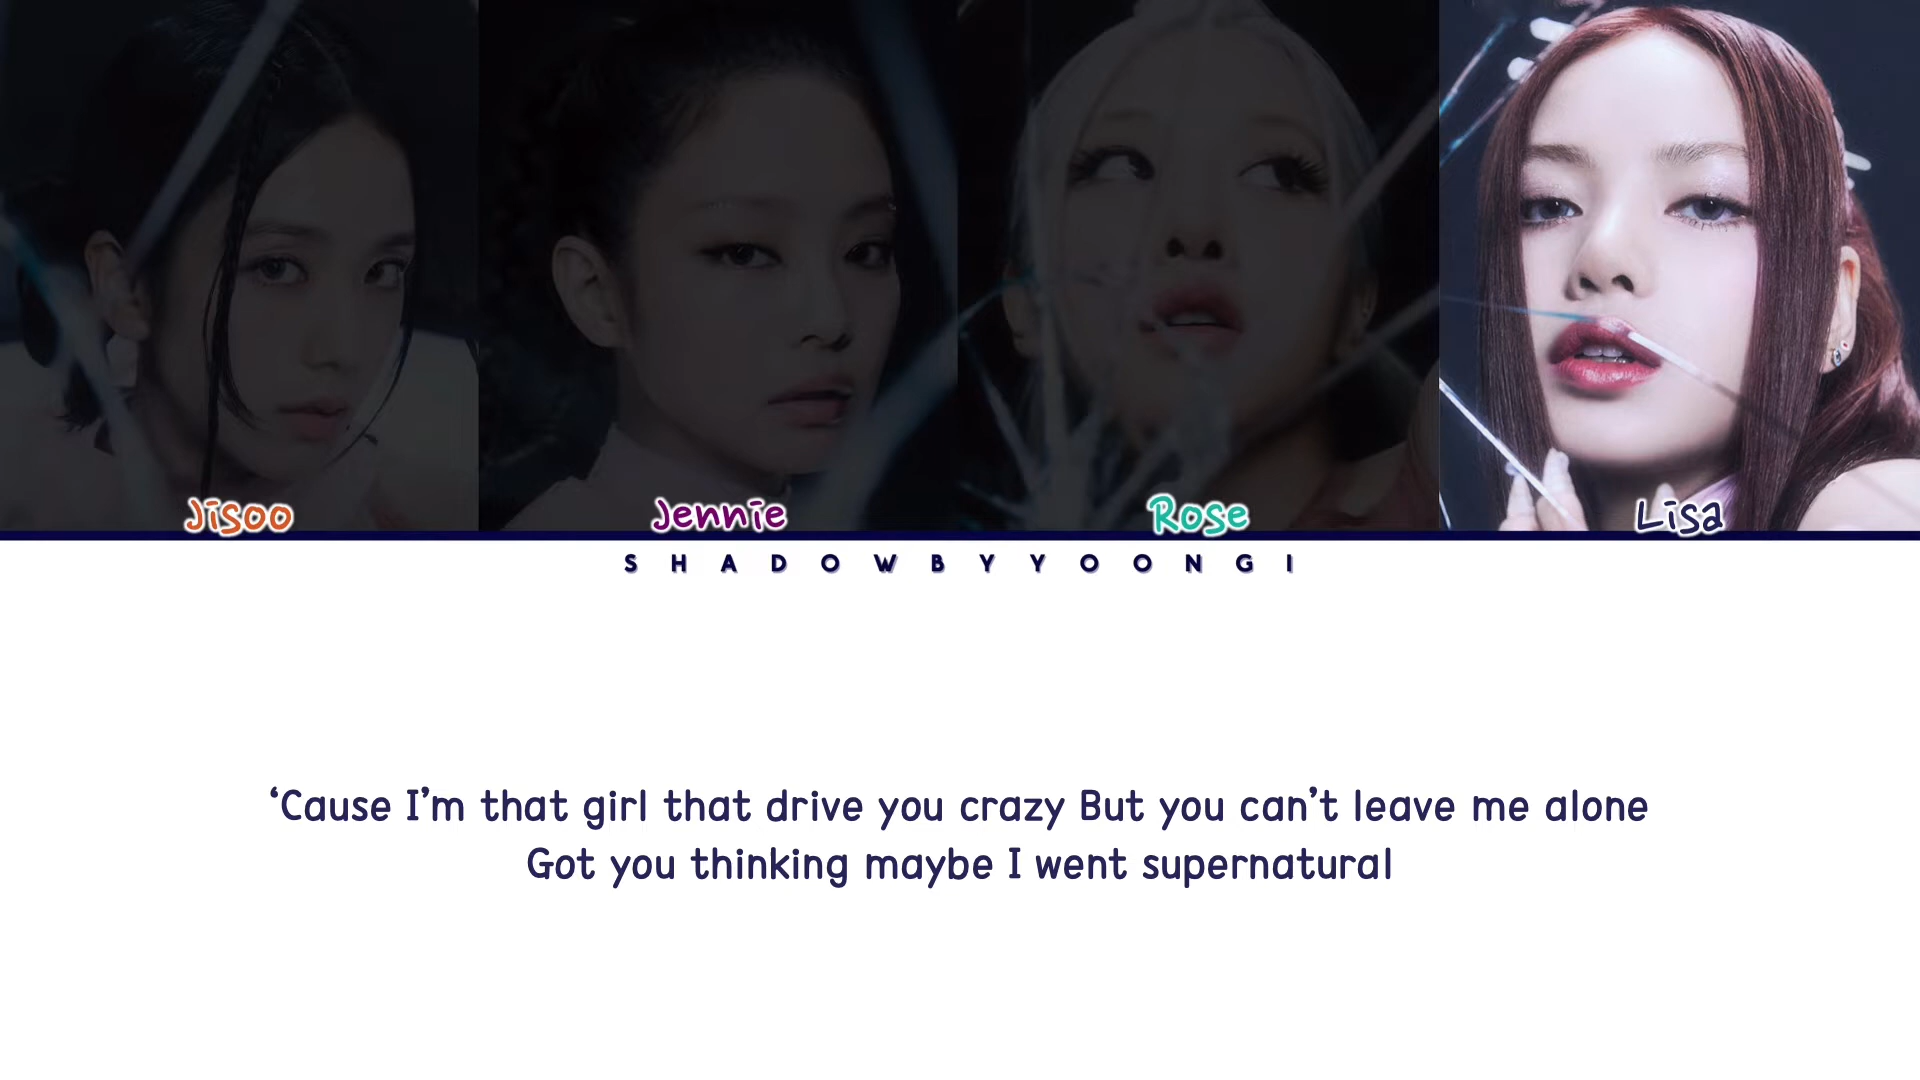 Jisoo Jennie Rose Lisa
SHADOWBYYOONGI
‘Cause I’m that girl that drive you crazy But you can’t leave me alone
Got you thinking maybe I went supernatural